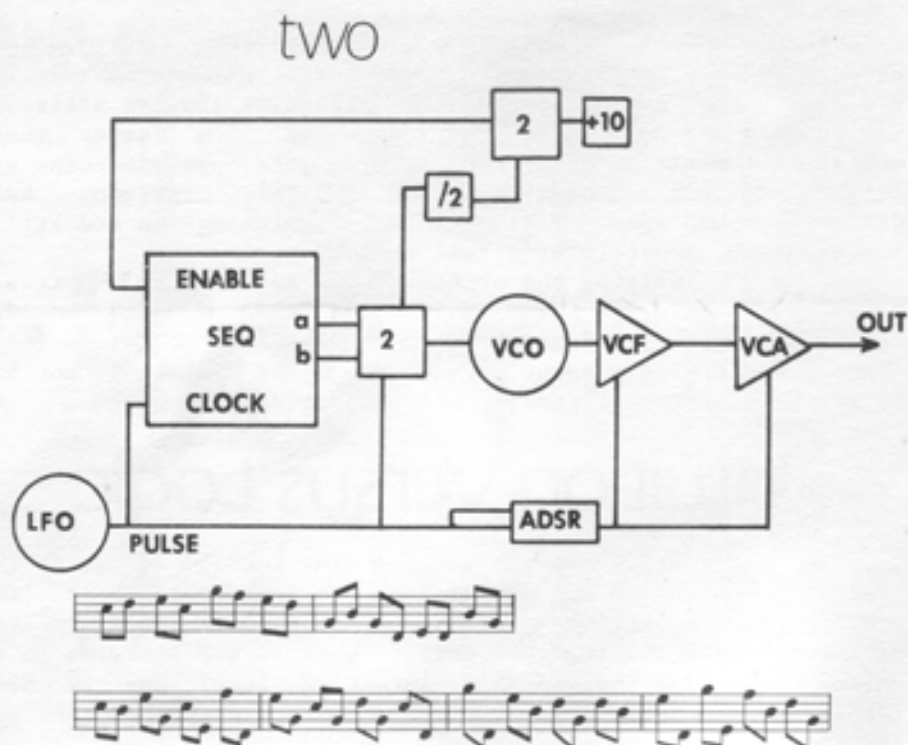 two
2
+10
/2
ENABLE
a
SEQ
b
2
VCO
VCF
VCA
OUT
CLOCK
LFO
PULSE
ADSR